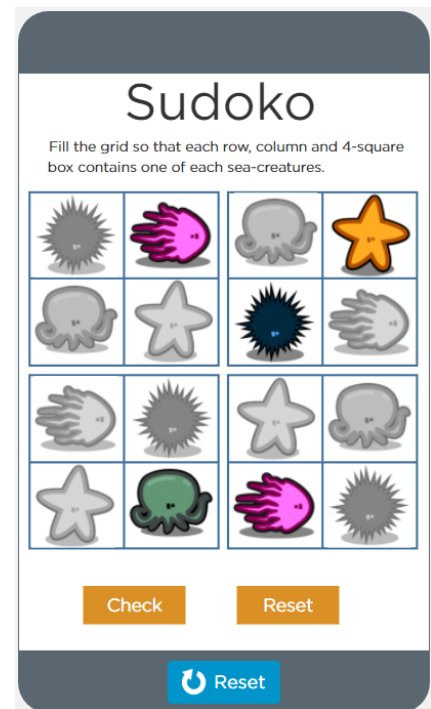 Sudoko
Fill the grid so that each row, column and 4-square
box contains one of each sea-creatures.
Check
Reset
Reset